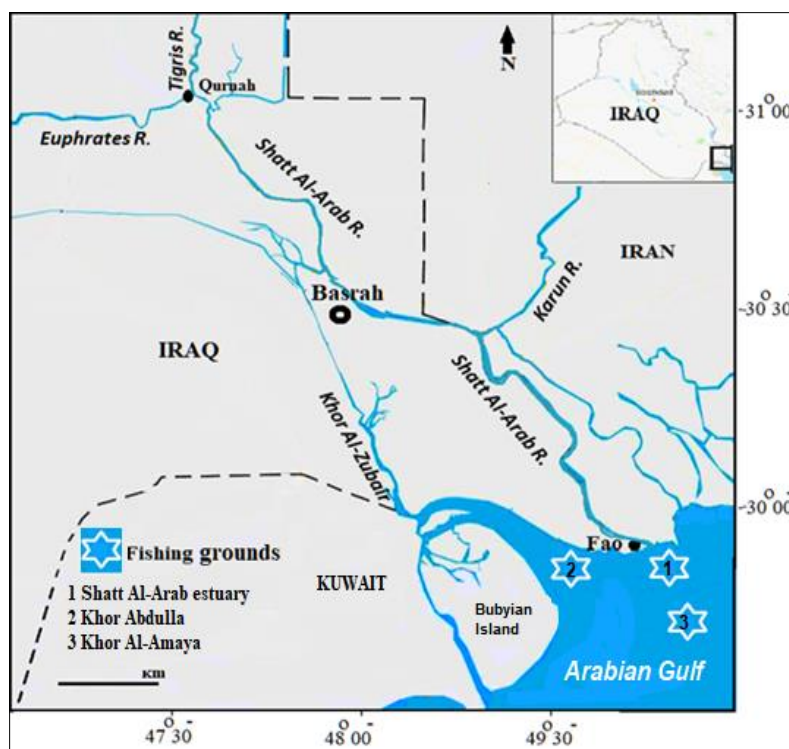 Tigris R.
Qurnah
N
Euphrates R.
Shatt Al-Arab R.
IRAQ
31°00
IRAN
Karun R.
Basrah
30°30
IRAQ
Shatt Al-Arab R.
Khor Al-Zubair
30 00
Fao
Fishing grounds
2
1
1 Shatt Al-Arab estuary
KUWAIT
2 Khor Abdulla
Bubyian
Island
3
3 Khor Al-Amaya
Arabian Gulf
KM
47°30
48°00
49°30